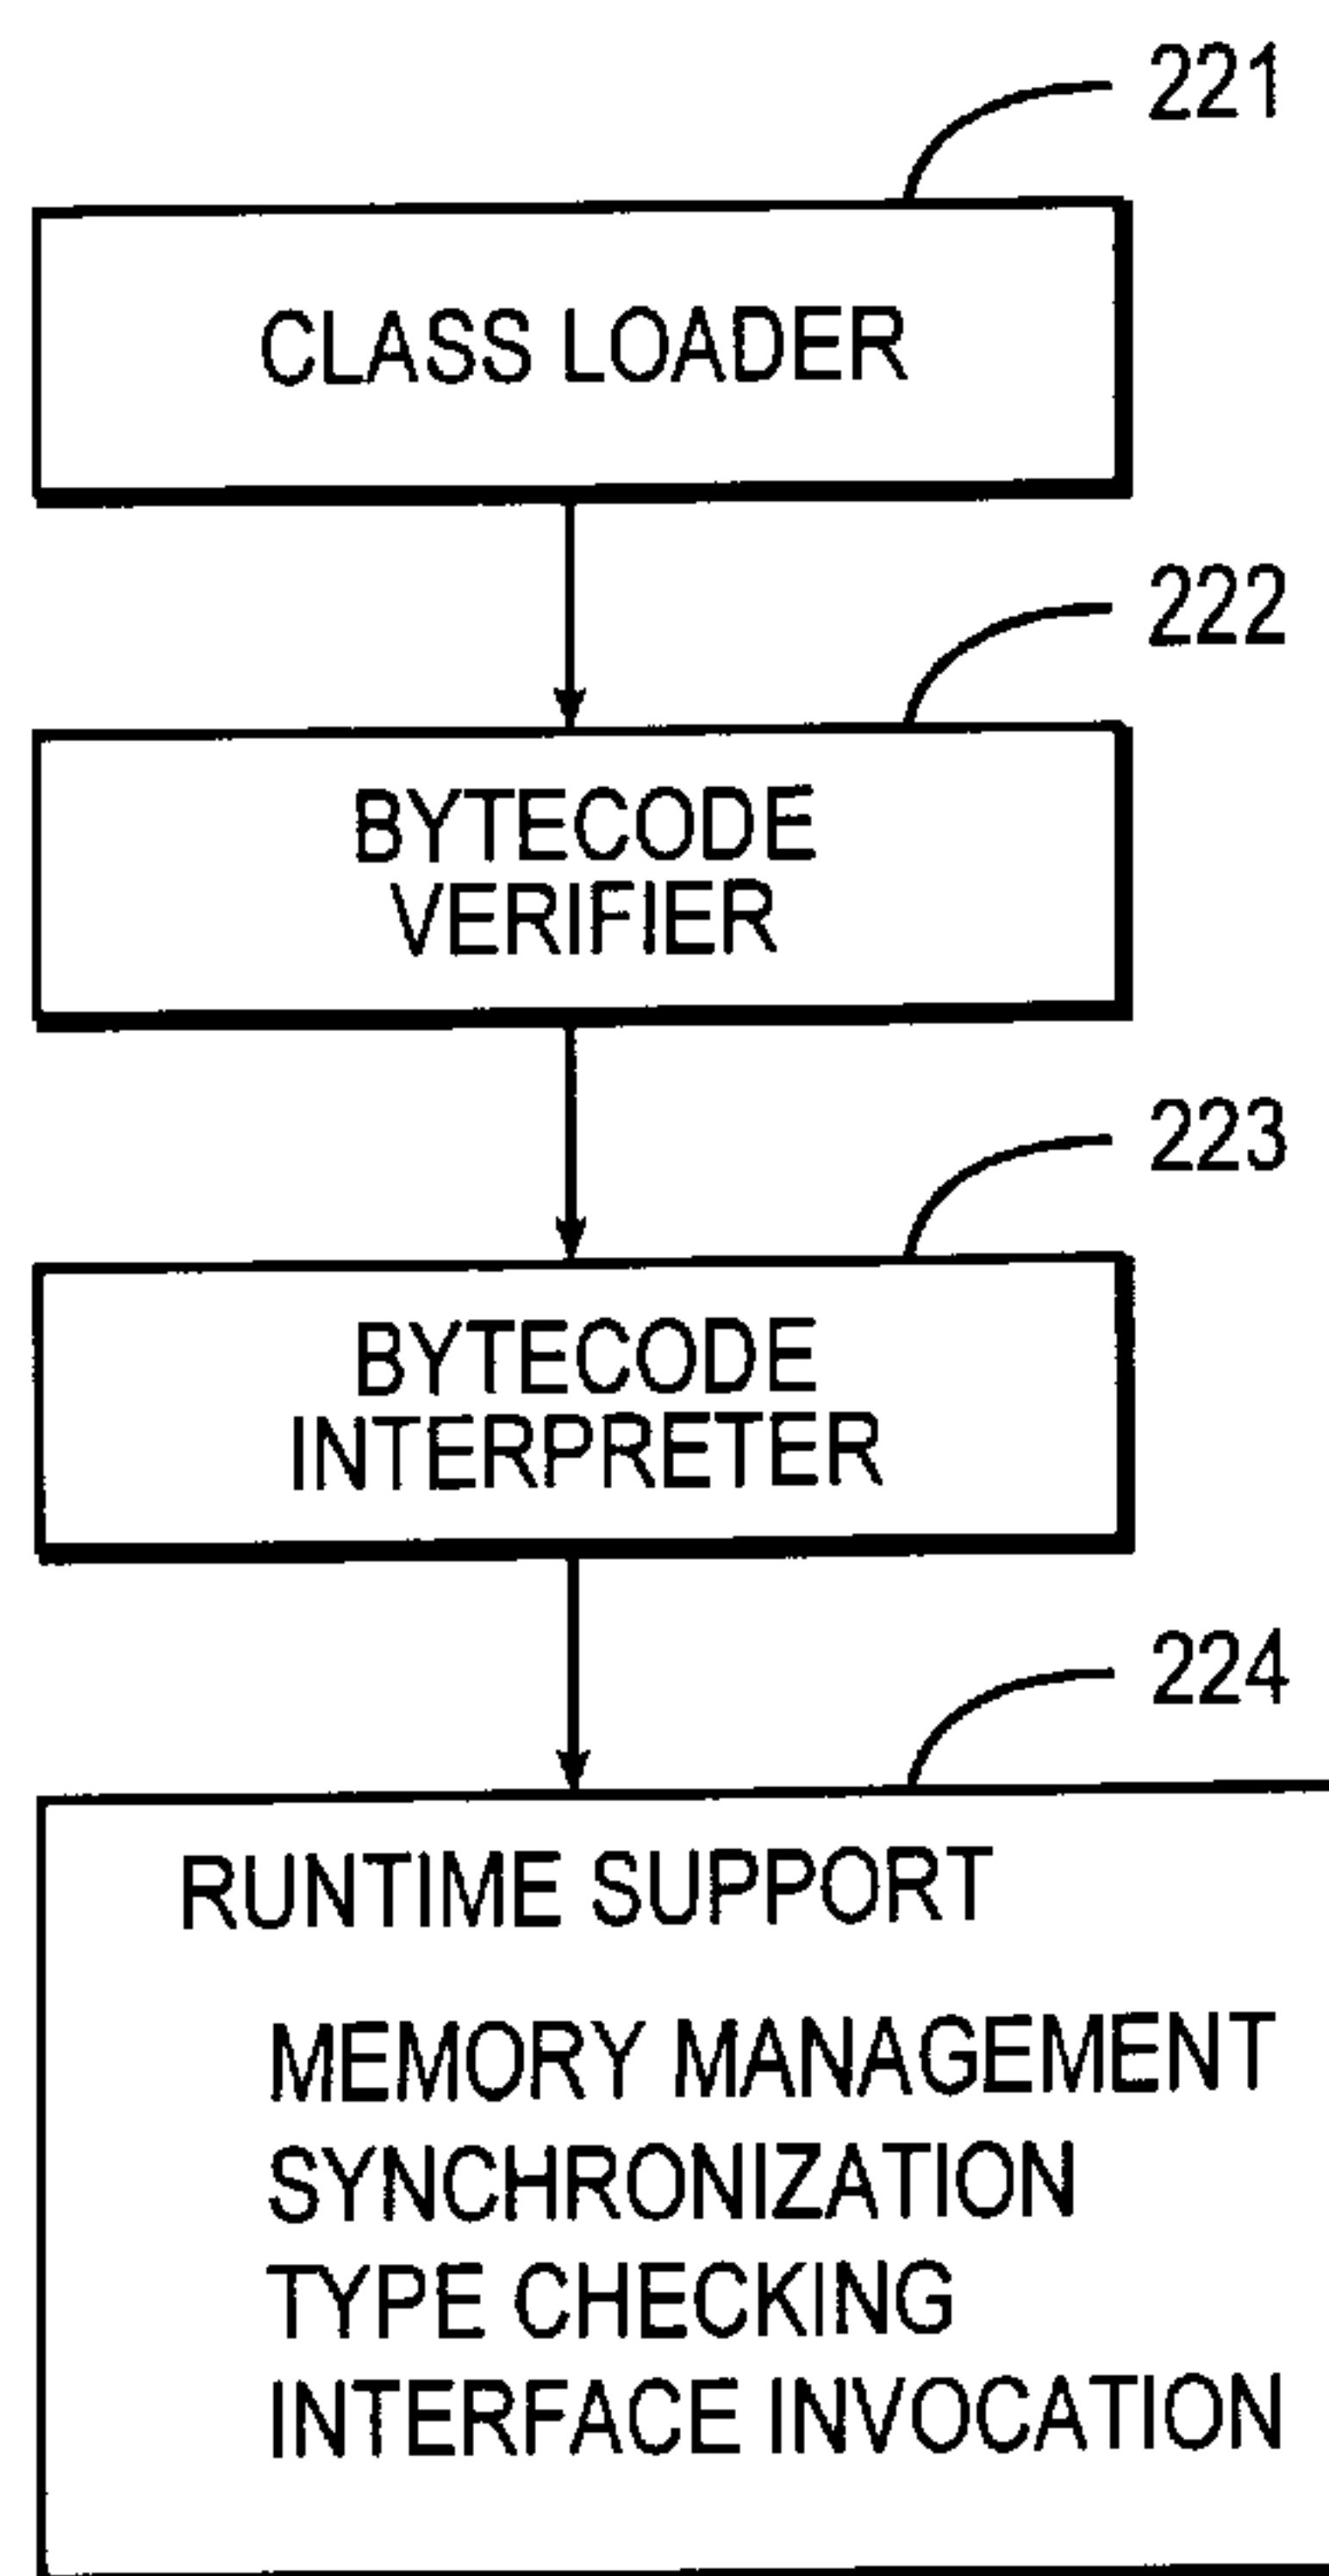 221
CLASS LOADER
222
BYTECODE
VERIFIER
223
BYTECODE
INTERPRETER
224
RUNTIME SUPPORT
MEMORY MANAGEMENT
SYNCHRONIZATION
TYPE CHECKING
INTERFACE INVOCATION